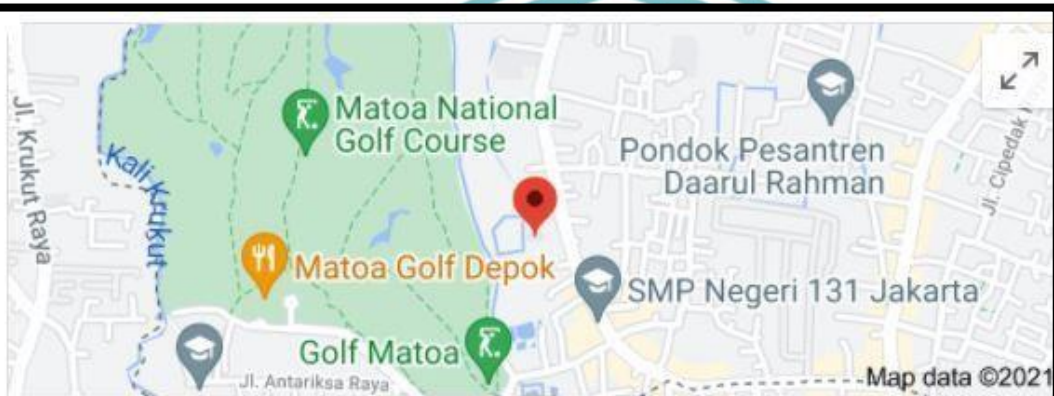 Matoa National
Golf Course
Pondok Pesantren
Daarul Rahman
Jl. Krukut Raya
Kali Krukut
Jl. Cipedak
Matoa Golf Depok
SMP Negeri 131 Jakarta
Golf Matoa
Jl. Antariksa Raya
Map data ©2021